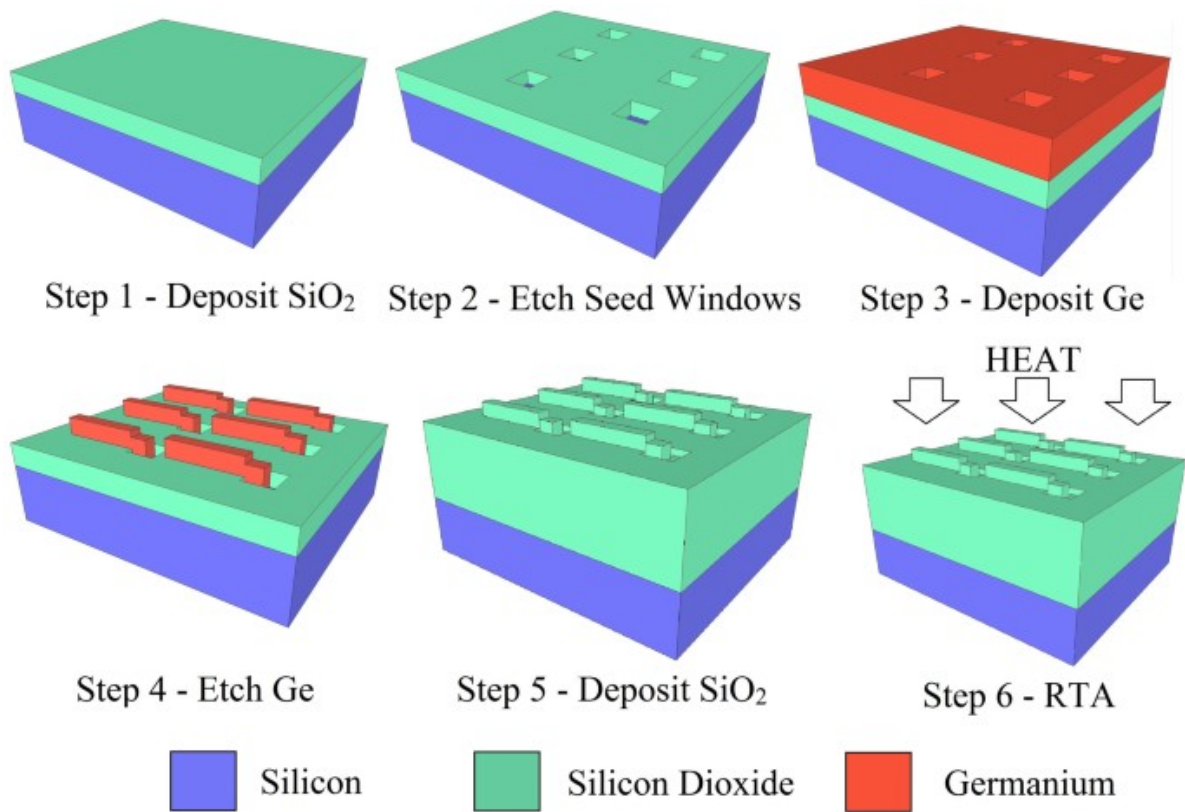 Step 1 - Deposit SiO₂
Step 2 - Etch Seed Windows
Step 3 - Deposit Ge
HEAT
Step 4 - Etch Ge
Step 5 - Deposit SiO₂
Step 6 - RTA
Silicon
Silicon Dioxide
Germanium